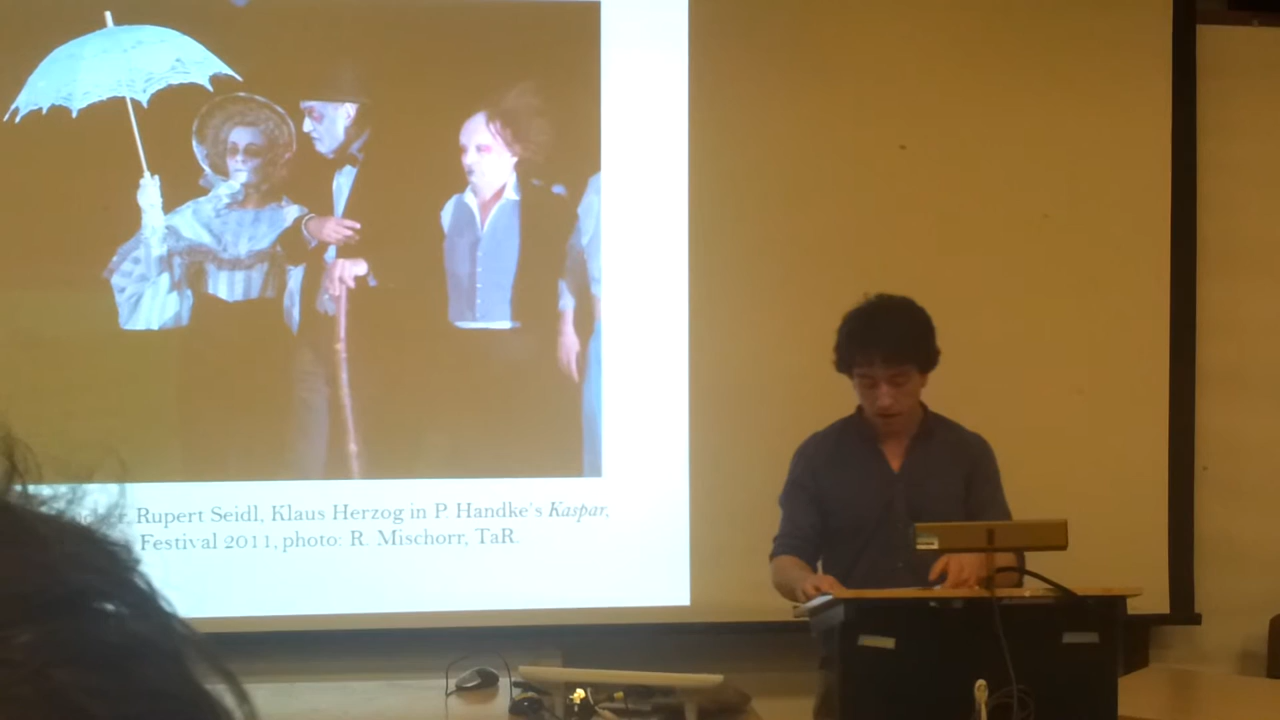 Rupert Seidl, Klaus Herzog in P. Handke's Kaspar,
Festival 2011, photo: R. Mischorr, TaR.